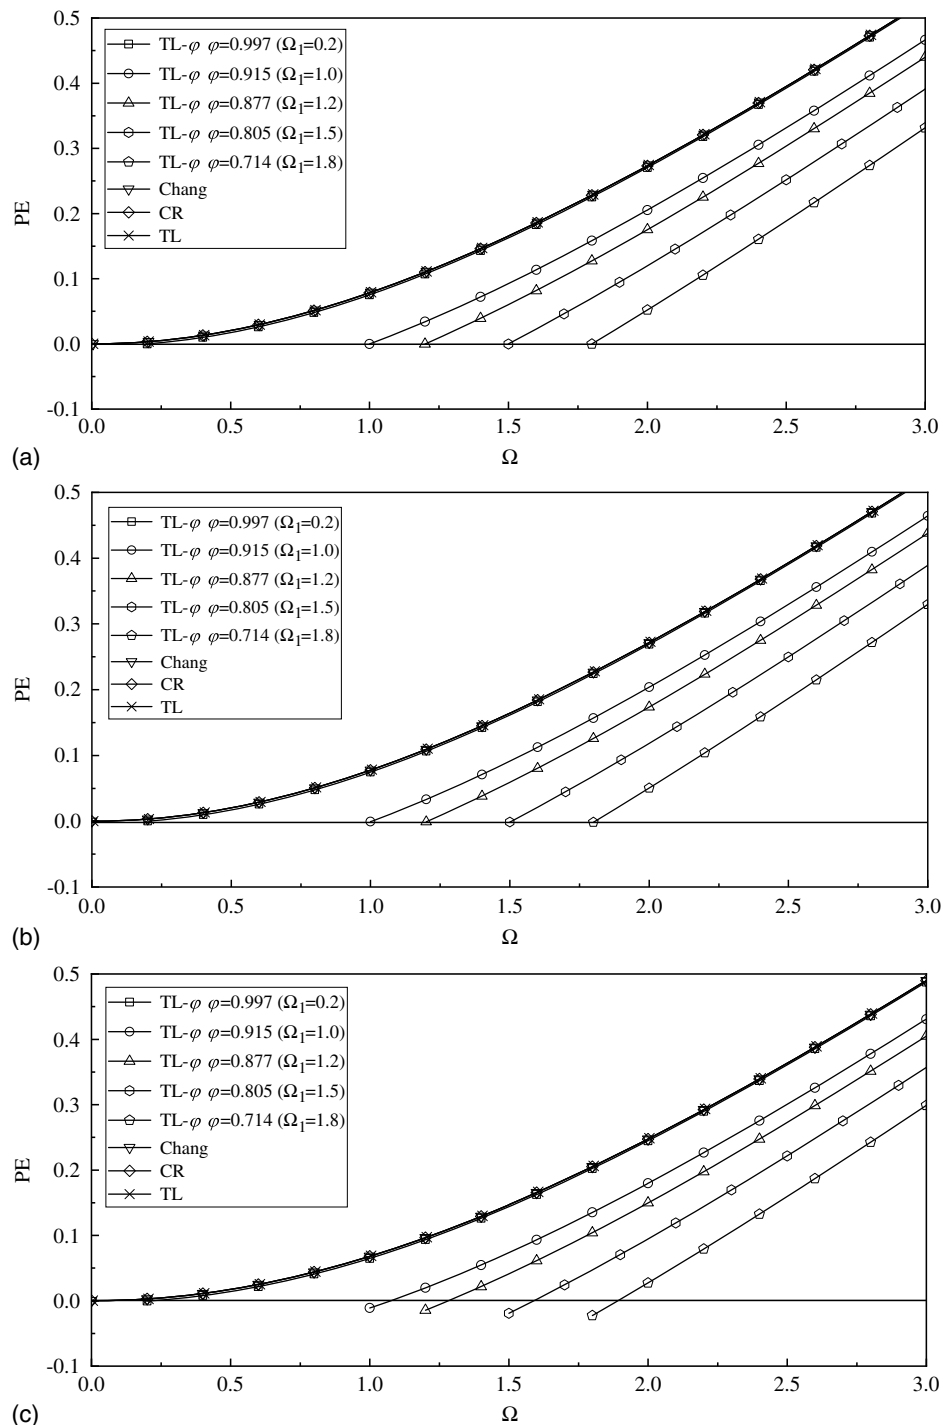 0.5
0.4
0.3
0.2
0.1
0.0
-0.1
PE
TL-φ φ=0.997 (Ω1=0.2)
TL-φ φ=0.915 (Ω1=1.0)
TL-φ φ=0.877 (Ω1=1.2)
TL-φ φ=0.805 (Ω1=1.5)
TL-φ φ=0.714 (Ω1=1.8)
Chang
CR
TL
0.0 0.5 1.0 1.5 2.0 2.5 3.0
(a)
Ω
0.5
0.4
0.3
0.2
0.1
0.0
-0.1
PE
TL-φ φ=0.997 (Ω1=0.2)
TL-φ φ=0.915 (Ω1=1.0)
TL-φ φ=0.877 (Ω1=1.2)
TL-φ φ=0.805 (Ω1=1.5)
TL-φ φ=0.714 (Ω1=1.8)
Chang
CR
TL
0.0 0.5 1.0 1.5 2.0 2.5 3.0
(b)
Ω
0.5
0.4
0.3
0.2
0.1
0.0
-0.1
PE
TL-φ φ=0.997 (Ω1=0.2)
TL-φ φ=0.915 (Ω1=1.0)
TL-φ φ=0.877 (Ω1=1.2)
TL-φ φ=0.805 (Ω1=1.5)
TL-φ φ=0.714 (Ω1=1.8)
Chang
CR
TL
0.0 0.5 1.0 1.5 2.0 2.5 3.0
(c)
Ω